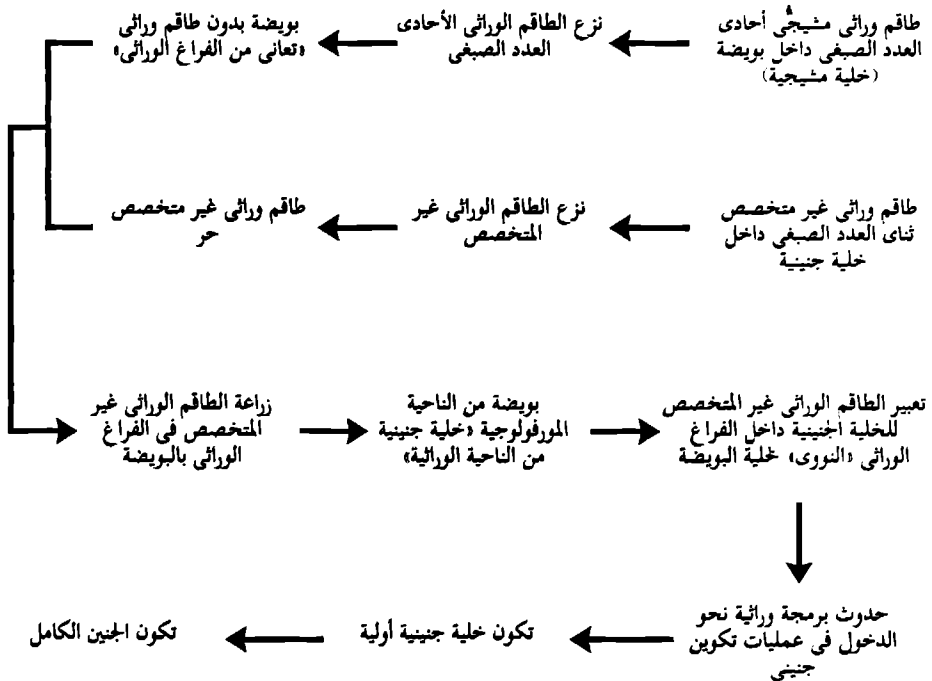 طاقم وراثى مشيجى أحادى
العدد الصبغى داخل بويضة
(خلية مشيجية)
نزع الطاقم الوراثى الأحادى
العدد الصبغى
بويضة بدون طاقم وراثى
«تعانى من الفراغ الوراثى»
طاقم وراثى غير متخصص
ثناى العدد الصبغى داخل
خلية جنينية
نزع الطاقم الوراثى غير
المتخصص
طاقم وراثى غير متخصص
حر
زراعة الطاقم الوراثى غير
المتخصص فى الفراغ
الوراثى بالبويضة
بويضة من الناحية
المورفولوجية «خلية جنينية
من الناحية الوراثية»
تعبير الطاقم الوراثى غير المتخصص
للخلية الجنينية داخل الفراغ
الوراثى «النووى» لخلية البويضة
حدوث برمجة وراثية نحو
الدخول فى عمليات تكوين
جنينى
تكون خلية جنينية أولية
تكون الجنين الكامل